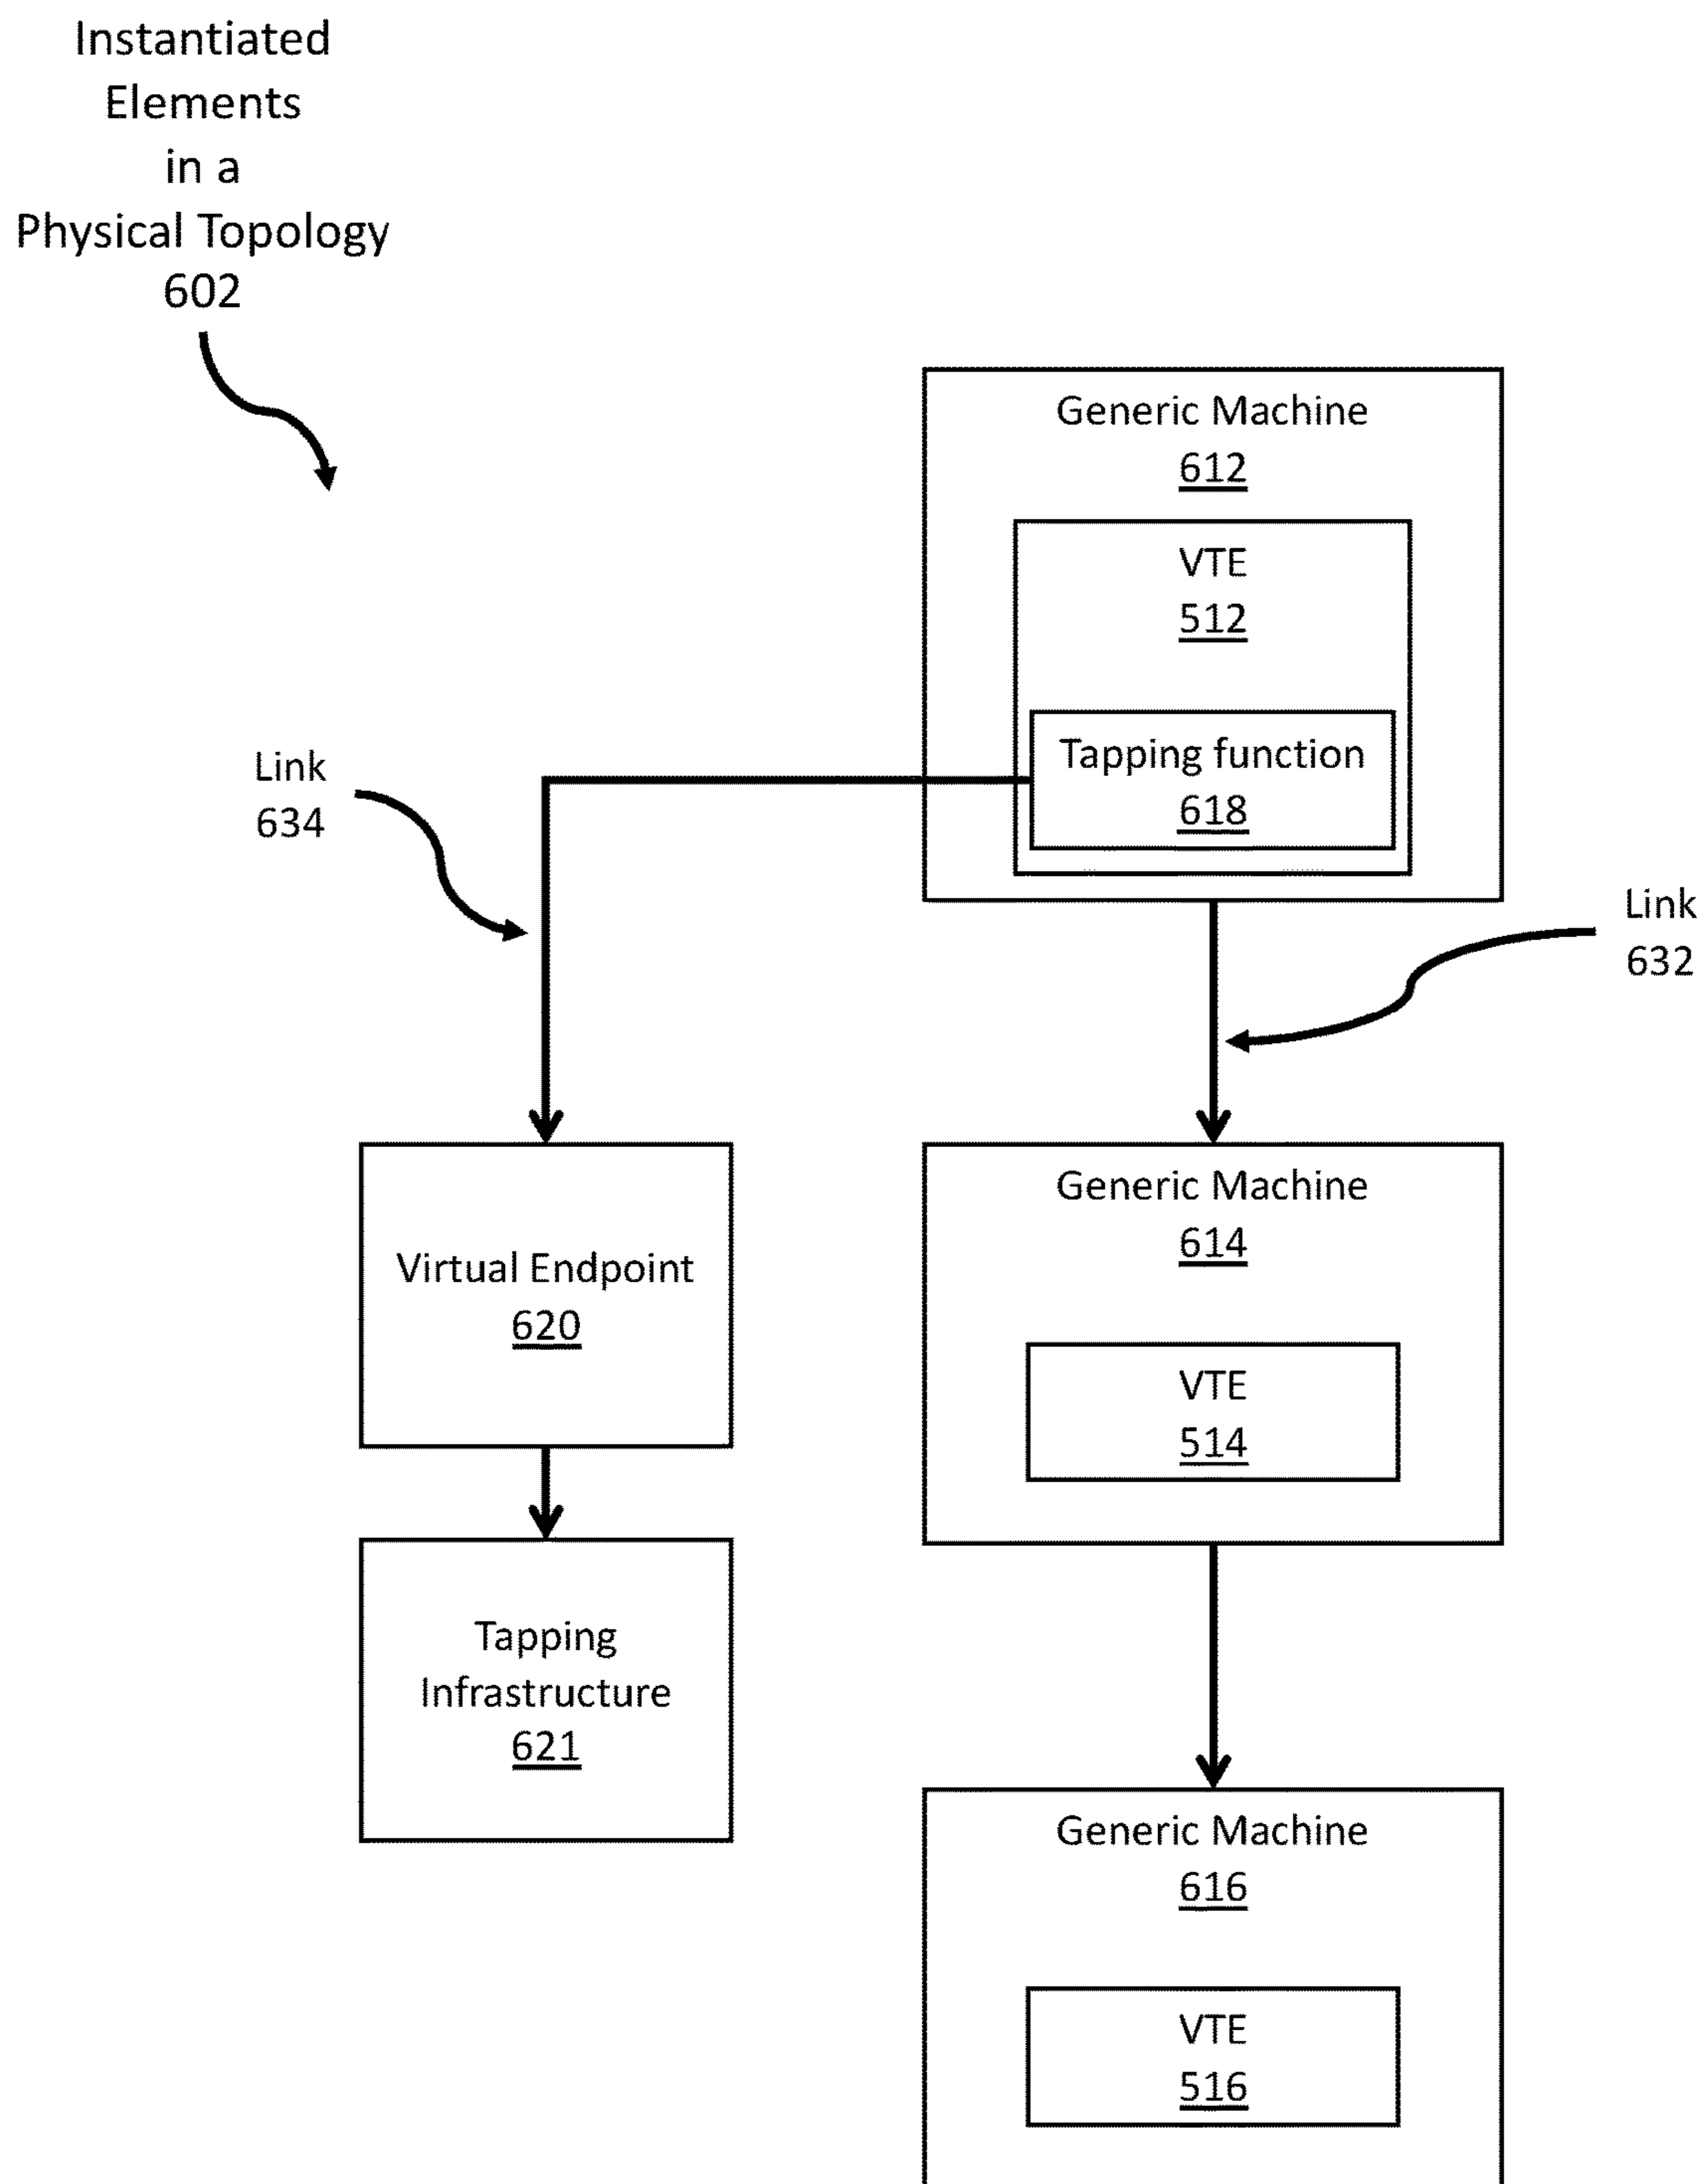 Instantiated
Elements
in a
Physical Topology
602
Generic Machine
612
VTE
512
Tapping function
618
Link
634
Link
632
Virtual Endpoint
620
Generic Machine
614
VTE
514
Tapping
Infrastructure
621
Generic Machine
616
VTE
516